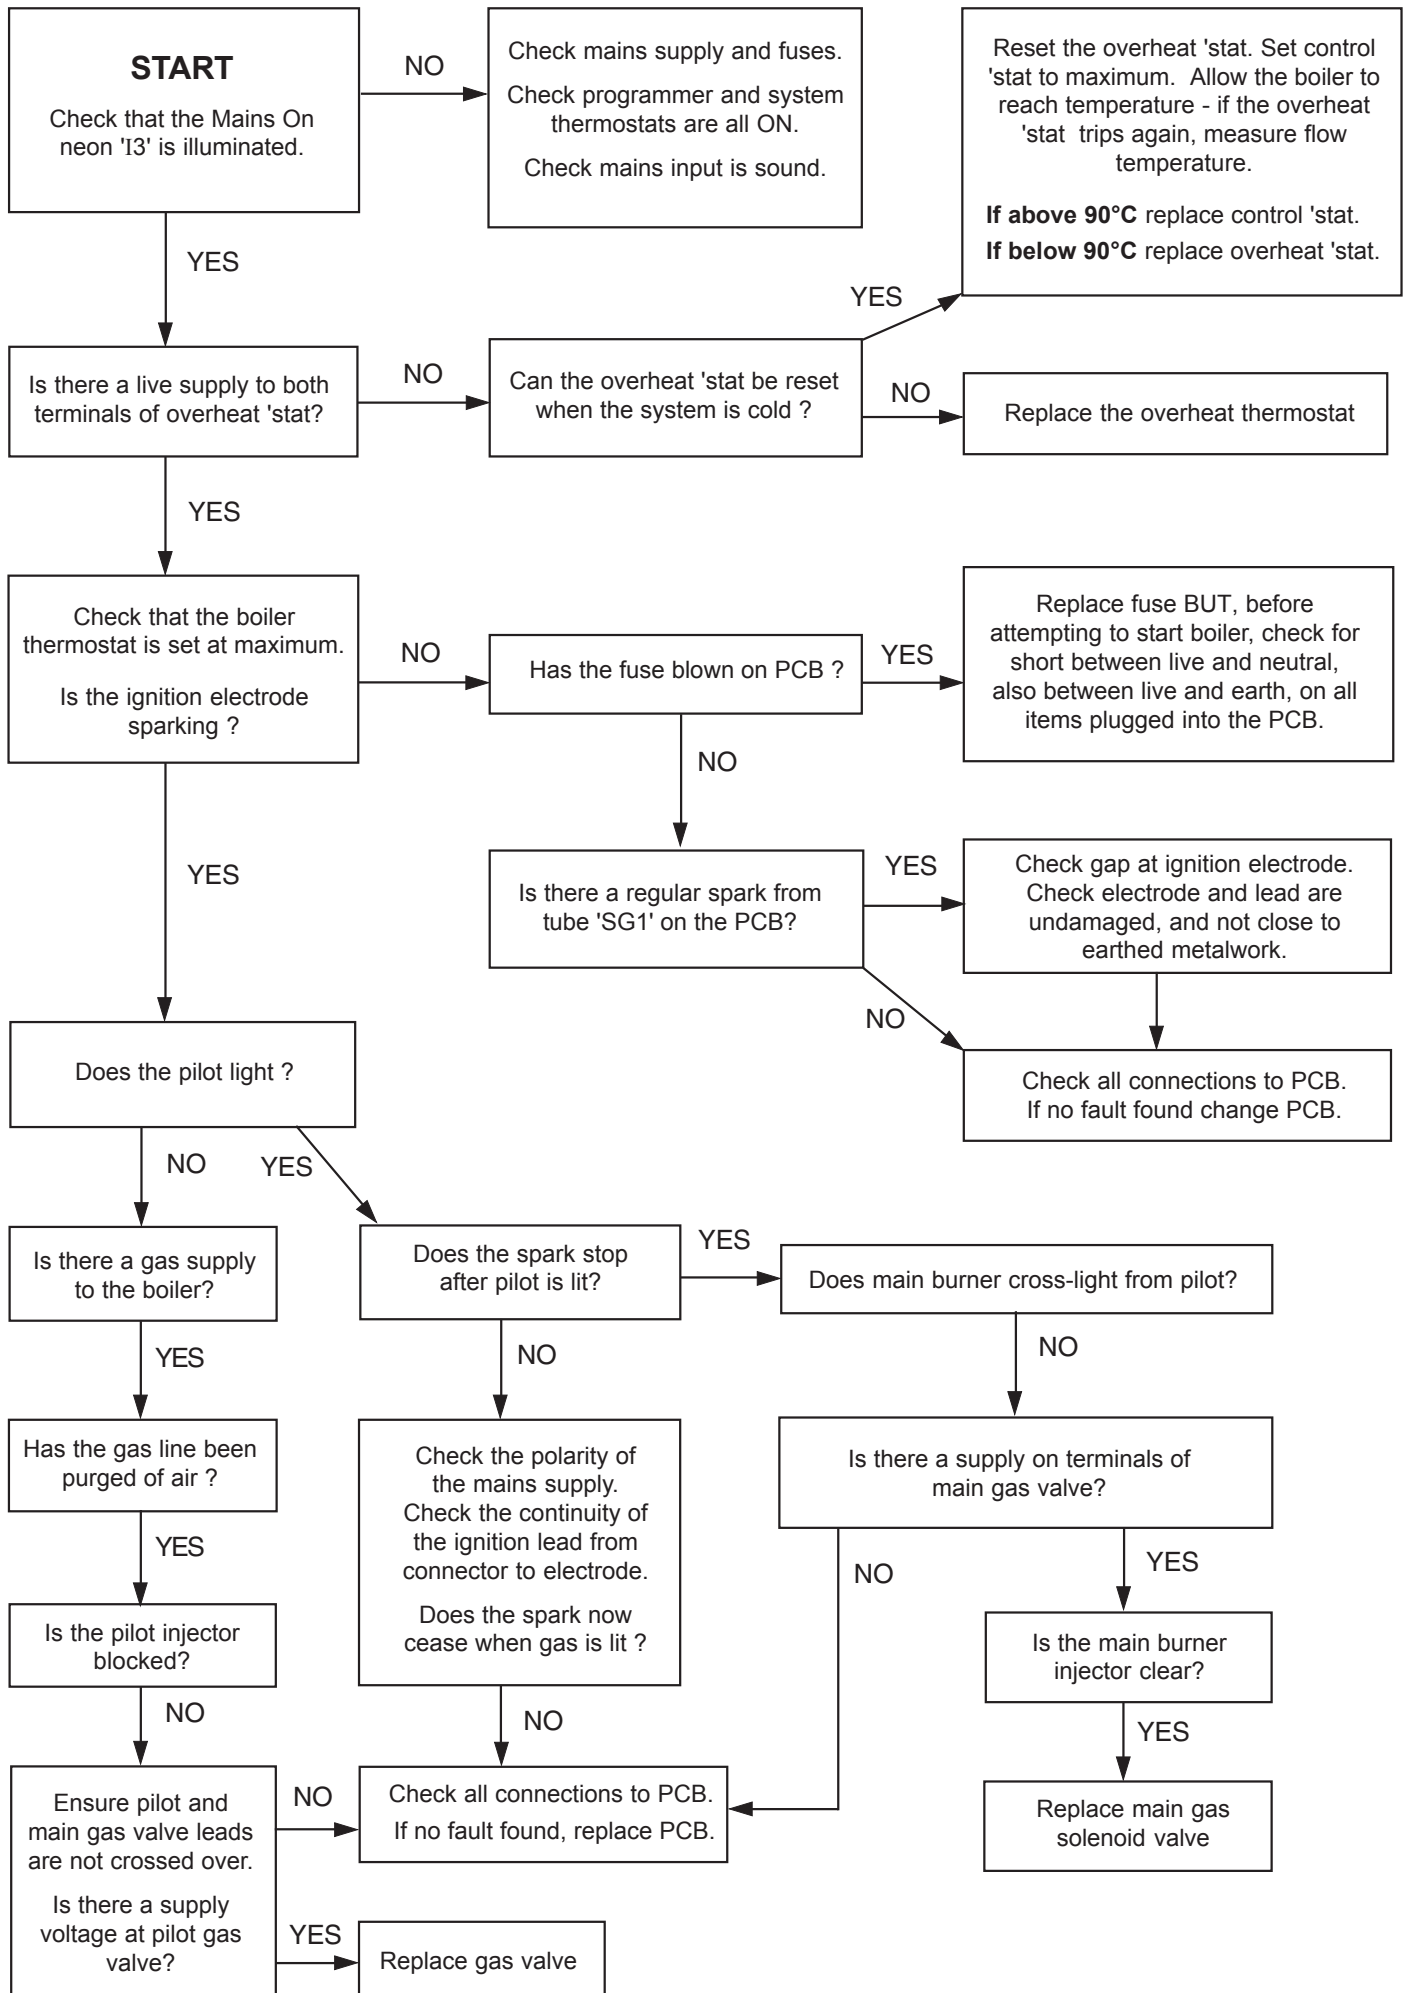 START
Check that the Mains On
neon 'I3' is illuminated.
NO
Check mains supply and fuses.
Check programmer and system
thermostats are all ON.
Check mains input is sound.
Reset the overheat 'stat. Set control
'stat to maximum. Allow the boiler to
reach temperature - if the overheat
'stat trips again, measure flow
temperature.
If above 90°C replace control 'stat.
If below 90°C replace overheat 'stat.
YES
YES
Is there a live supply to both
terminals of overheat 'stat?
NO
Can the overheat 'stat be reset
when the system is cold ?
NO
Replace the overheat thermostat
YES
Check that the boiler
thermostat is set at maximum.
Is the ignition electrode
sparking ?
NO
Has the fuse blown on PCB ?
YES
Replace fuse BUT, before
attempting to start boiler, check for
short between live and neutral,
also between live and earth, on all
items plugged into the PCB.
NO
YES
Is there a regular spark from
tube 'SG1' on the PCB?
YES
Check gap at ignition electrode.
Check electrode and lead are
undamaged, and not close to
earthed metalwork.
NO
Check all connections to PCB.
If no fault found change PCB.
Does the pilot light ?
NO
YES
Is there a gas supply
to the boiler?
Does the spark stop
after pilot is lit?
YES
Does main burner cross-light from pilot?
YES
NO
NO
Has the gas line been
purged of air ?
Check the polarity of
the mains supply.
Check the continuity of
the ignition lead from
connector to electrode.
Does the spark now
cease when gas is lit ?
Is there a supply on terminals of
main gas valve?
YES
NO
YES
Is the pilot injector
blocked?
Is the main burner
injector clear?
NO
NO
YES
Ensure pilot and
main gas valve leads
are not crossed over.
Is there a supply
voltage at pilot gas
valve?
NO
Check all connections to PCB.
If no fault found, replace PCB.
Replace main gas
solenoid valve
YES
Replace gas valve